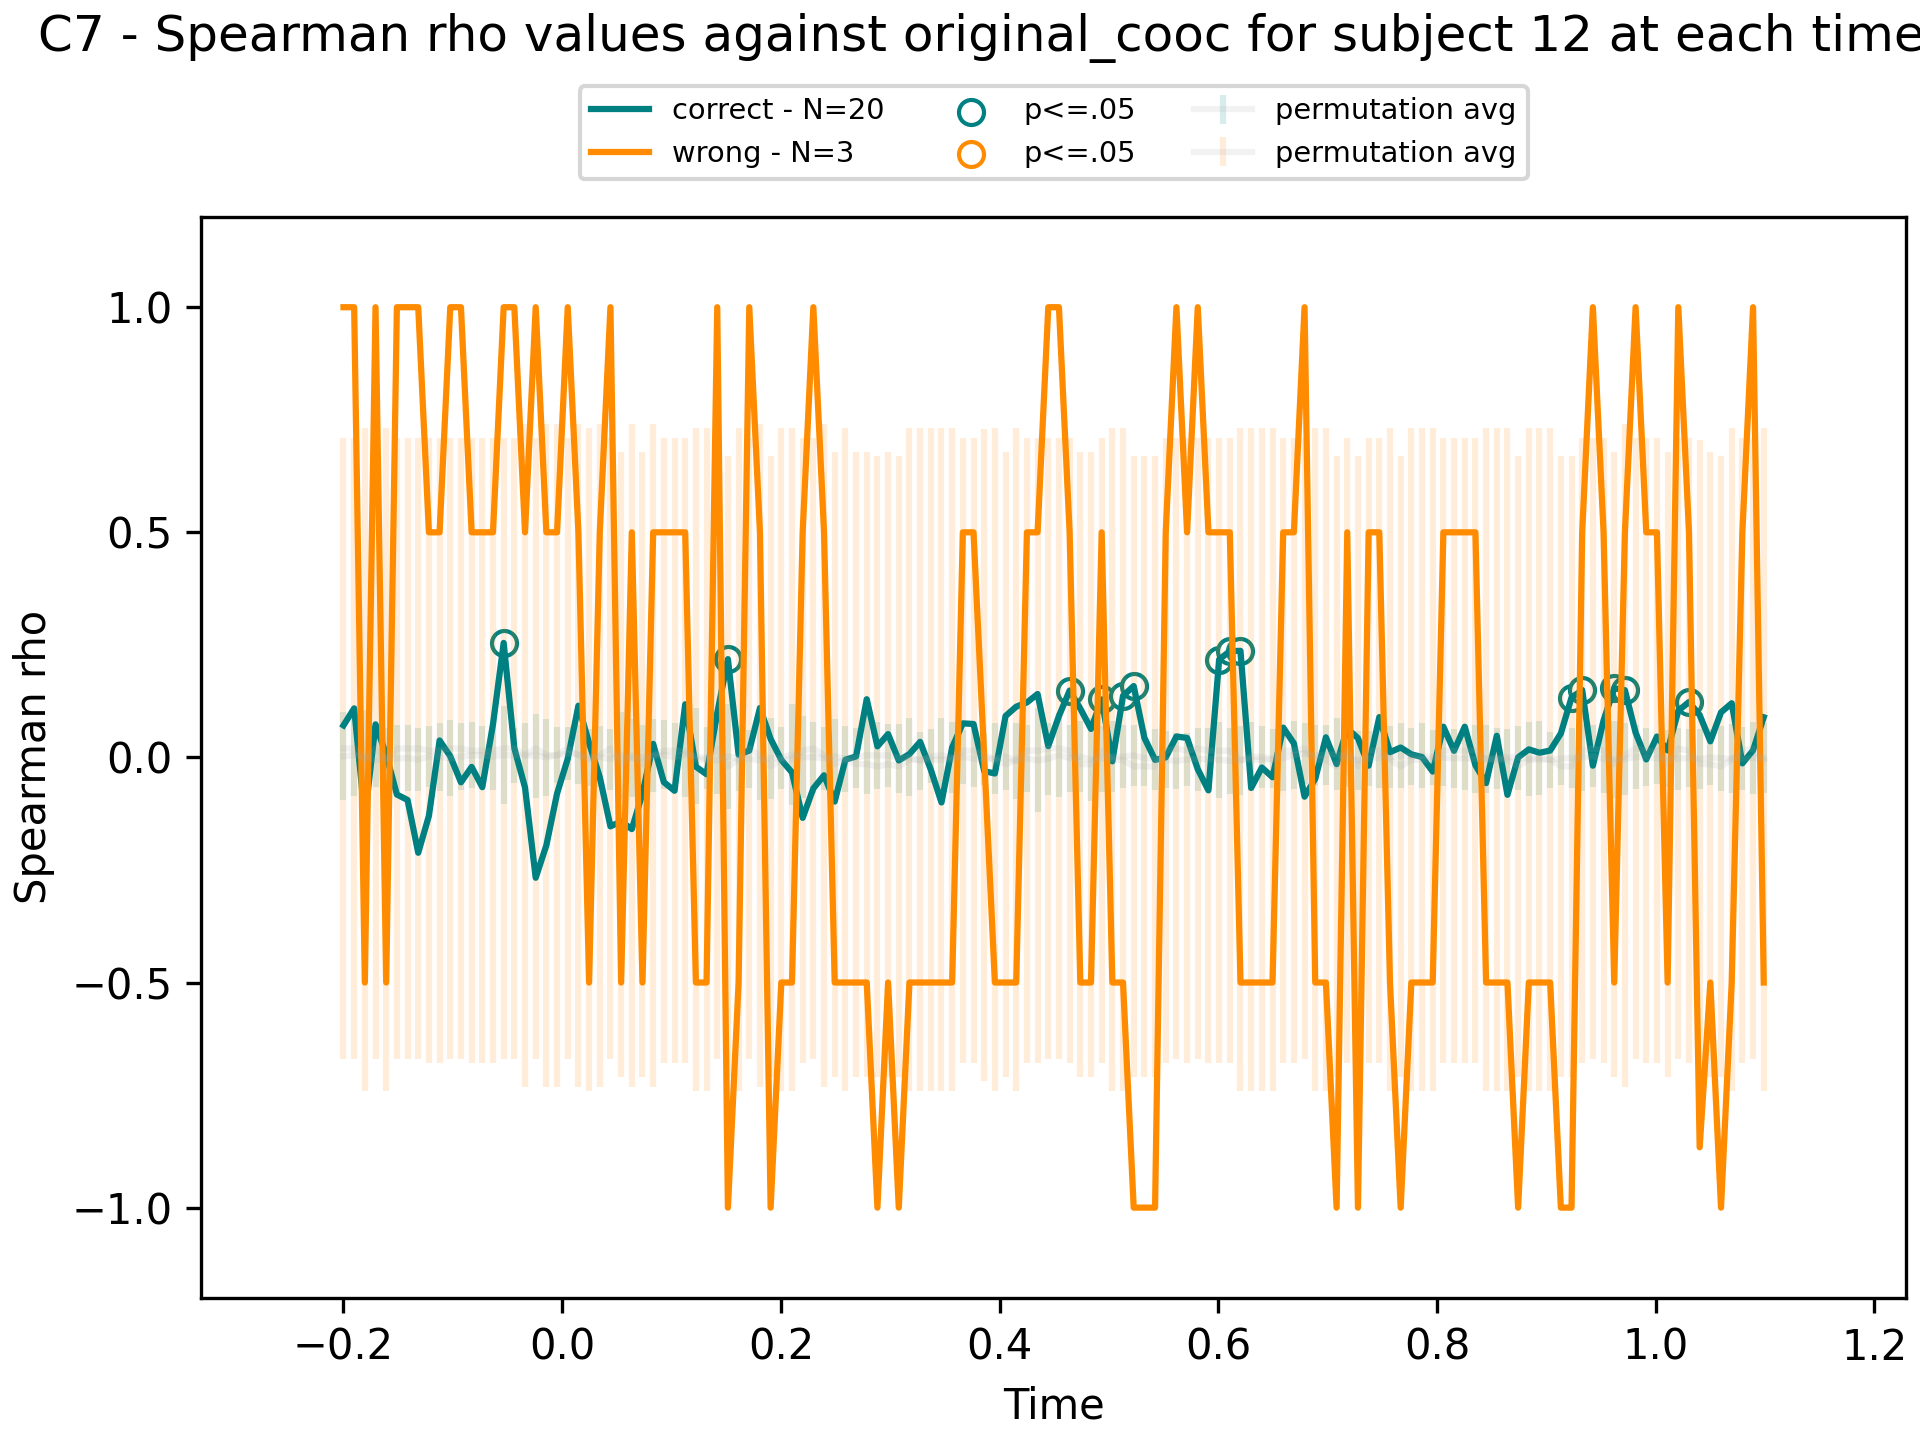 C7 - Spearman rho values against original_cooc for subject 12 at each time
correct - N=20
wrong - N=3
p<=.05
p<=.05
permutation avg
permutation avg
1.0
0.5
0.0
−0.5
−1.0
Spearman rho
−0.2
0.0
0.2
0.4
0.6
0.8
1.0
1.2
Time